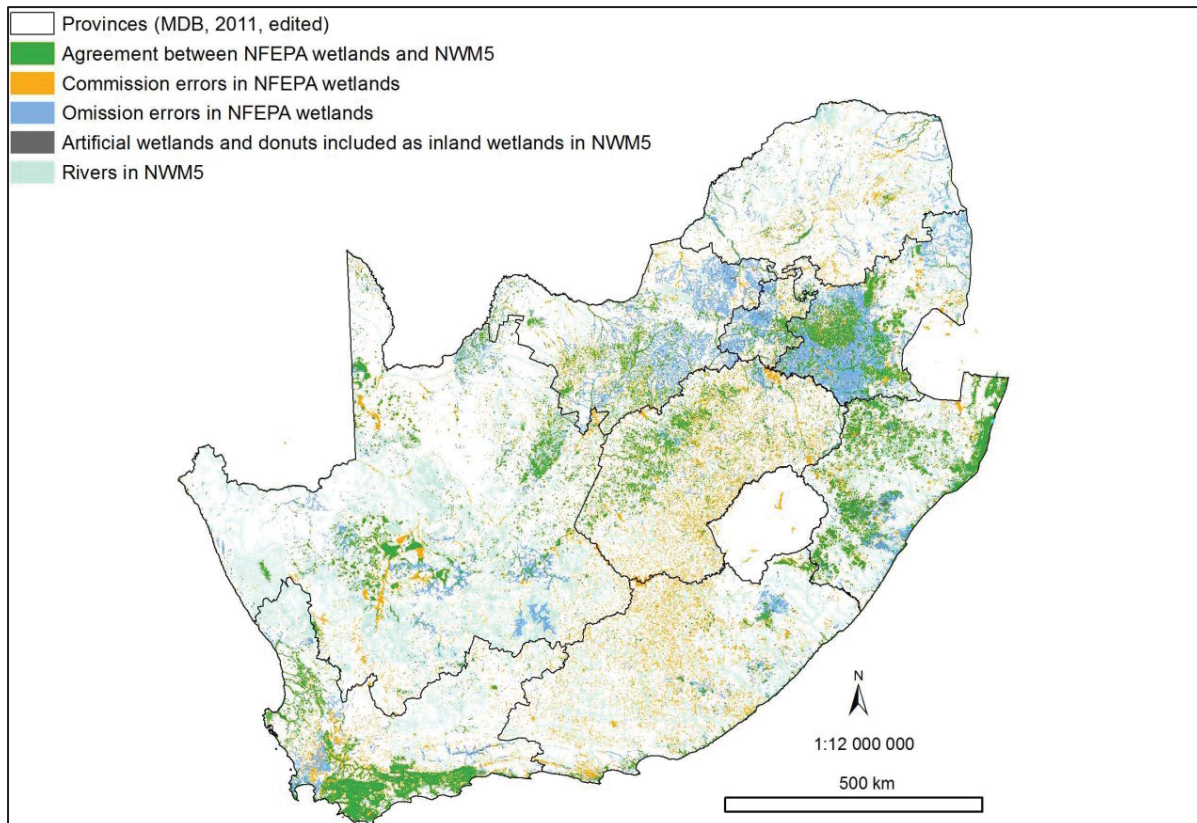 Provinces (MDB, 2011, edited)
Agreement between NFEPA wetlands and NWM5
Commission errors in NFEPA wetlands
Omission errors in NFEPA wetlands
Artificial wetlands and donuts included as inland wetlands in NWM5
Rivers in NWM5
N
1:12 000 000
500 km